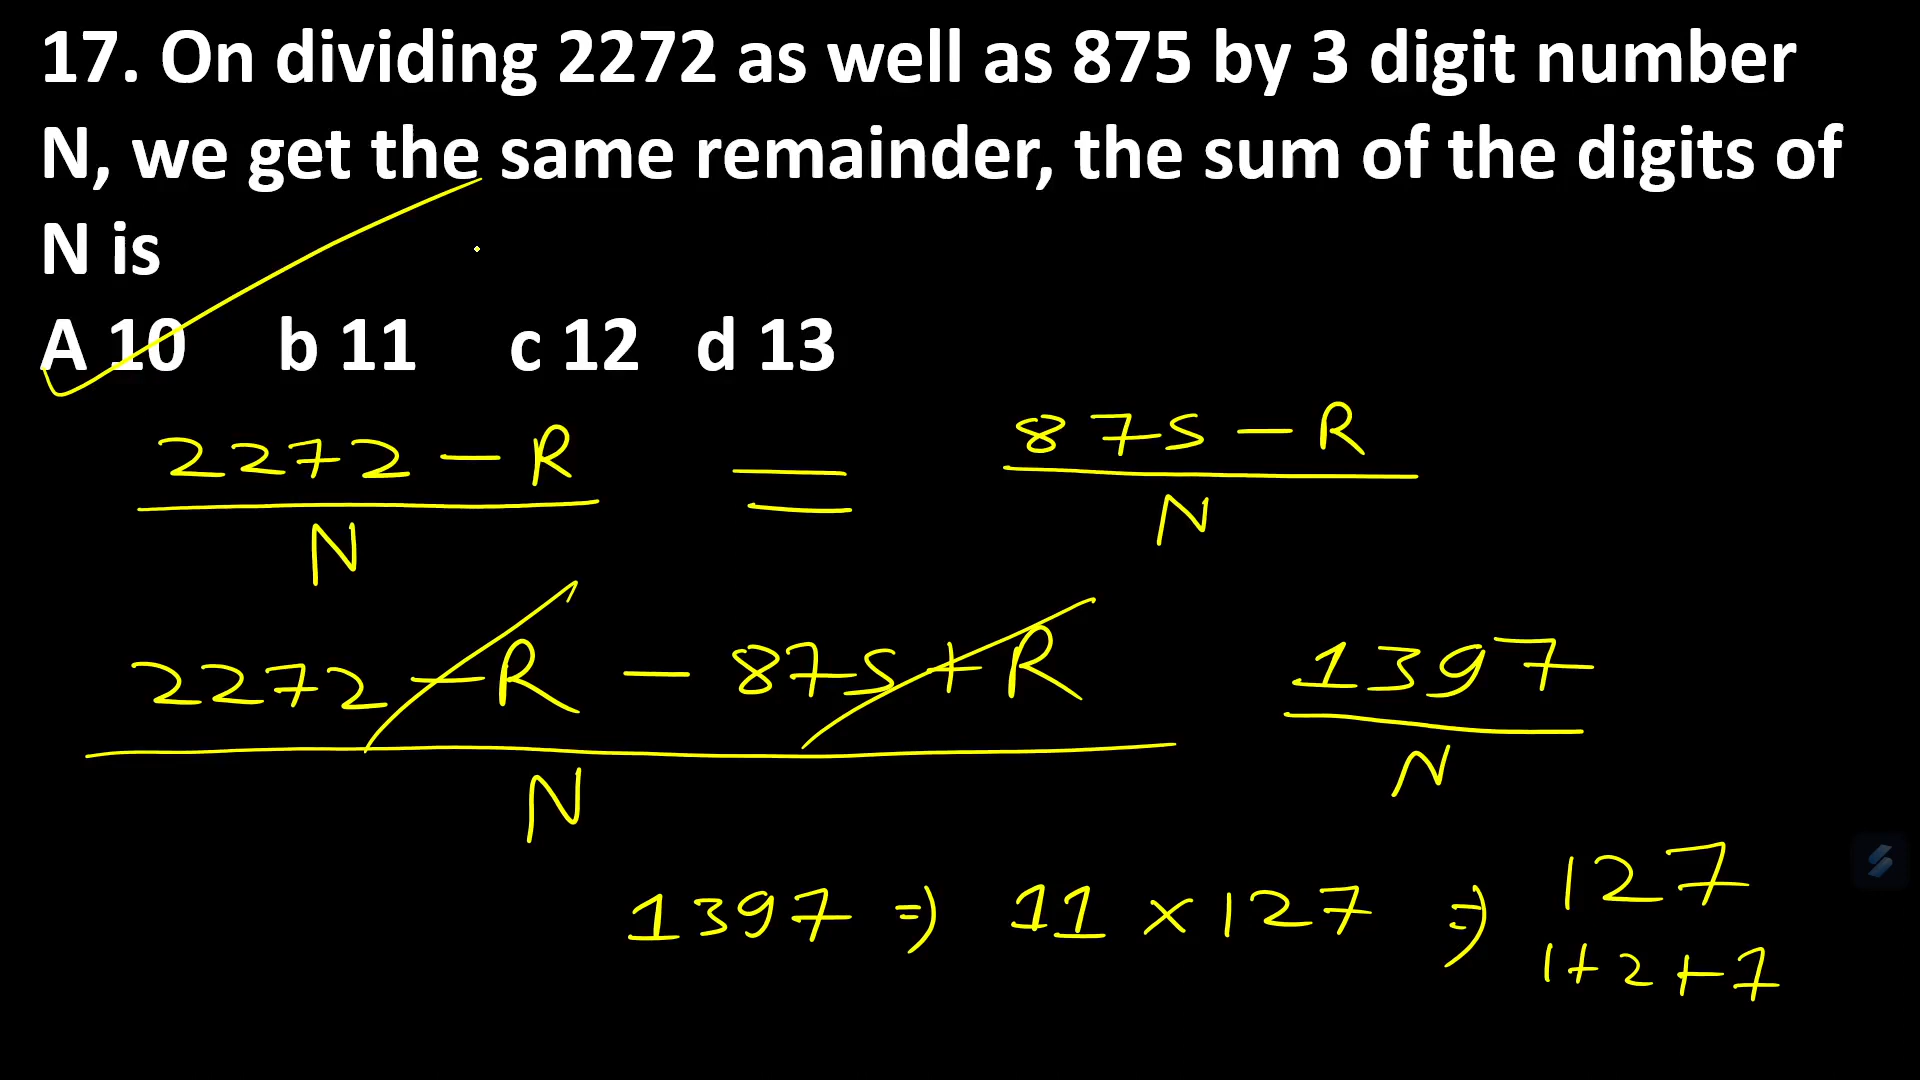 17. On dividing 2272 as well as 875 by 3 digit number
N, we get the same remainder, the sum of the digits of
N is
A 10 b 11 c 12 d 13
2272 - R = 875 - R
N N
2272 - R - 875 + R 1397
N N
1397 => 11 x 127 => 127
1+2+7